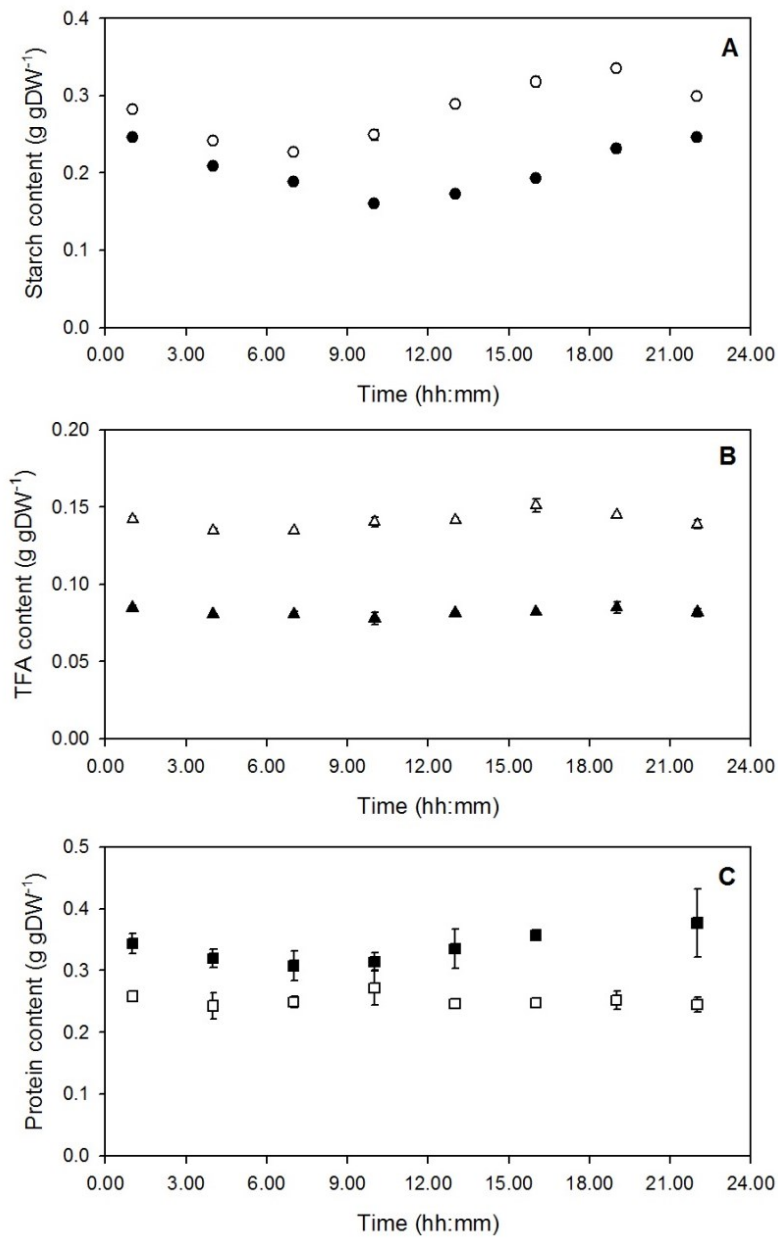 A
Starch content (g gDW⁻¹)
0.4
0.3
0.2
0.1
0.0
0.00 3.00 6.00 9.00 12.00 15.00 18.00 21.00 24.00
Time (hh:mm)
B
TFA content (g gDW⁻¹)
0.20
0.15
0.10
0.05
0.00
0.00 3.00 6.00 9.00 12.00 15.00 18.00 21.00 24.00
Time (hh:mm)
C
Protein content (g gDW⁻¹)
0.5
0.4
0.3
0.2
0.1
0.0
0.00 3.00 6.00 9.00 12.00 15.00 18.00 21.00 24.00
Time (hh:mm)